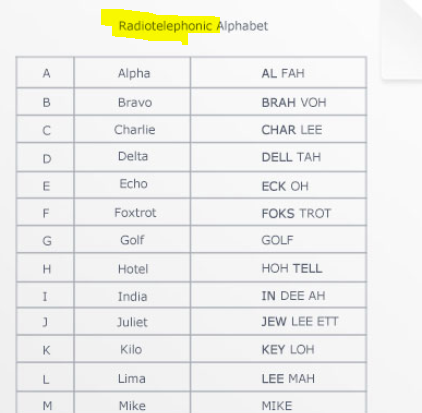 Radiotelephonic Alphabet
A Alpha AL FAH
B Bravo BRAH VOH
C Charlie CHAR LEE
D Delta DELL TAH
E Echo ECK OH
F Foxtrot FOKS TROT
G Golf GOLF
H Hotel HOH TELL
I India IN DEE AH
J Juliet JEW LEE ETT
K Kilo KEY LOH
L Lima LEE MAH
M Mike MIKE